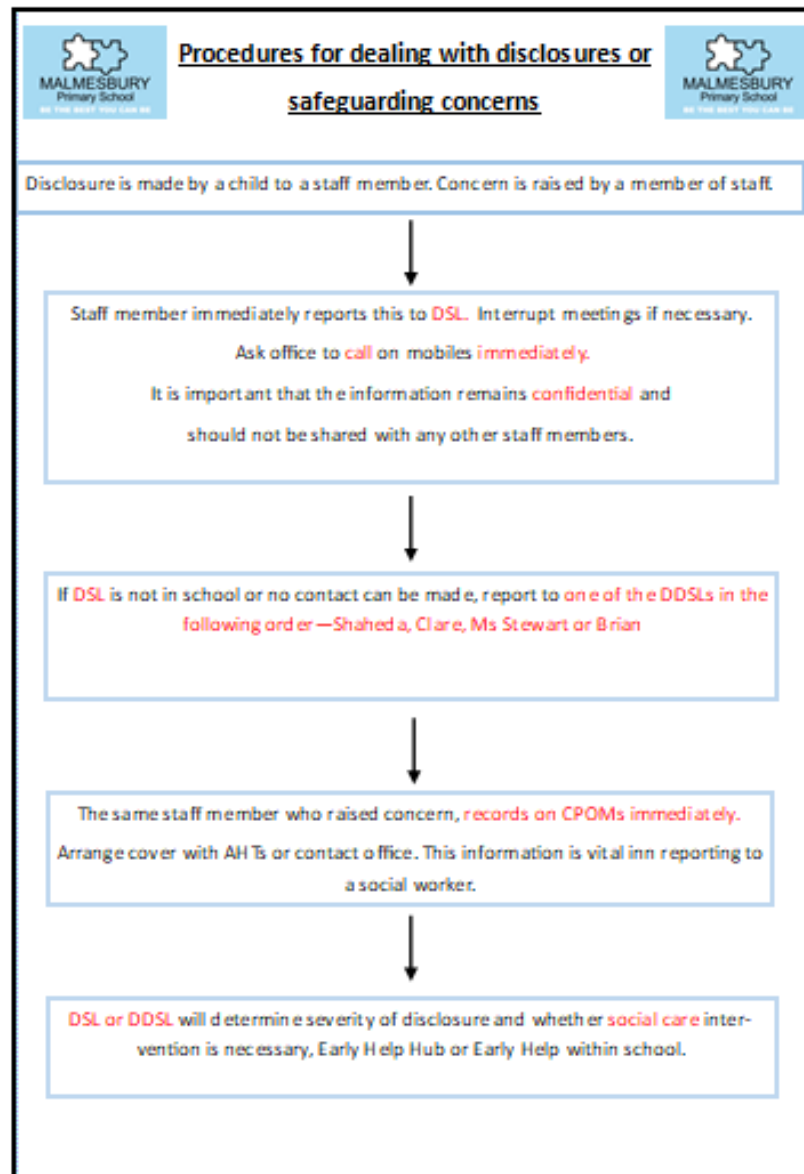 MALMESBURY
Primary School
BE THE BEST YOU CAN BE
Procedures for dealing with disclosures or
safeguarding concerns
MALMESBURY
Primary School
BE THE BEST YOU CAN BE
Disclosure is made by a child to a staff member. Concern is raised by a member of staff.
Staff member immediately reports this to DSL. Interrupt meetings if necessary.
Ask office to call on mobiles immediately.
It is important that the information remains confidential and
should not be shared with any other staff members.
If DSL is not in school or no contact can be made, report to one of the DDSLs in the
following order—Shaheda, Clare, Ms Stewart or Brian
The same staff member who raised concern, records on CPOMs immediately.
Arrange cover with AHTs or contact office. This information is vital inn reporting to
a social worker.
DSL or DDSL will determine severity of disclosure and whether social care inter-
vention is necessary, Early Help Hub or Early Help within school.